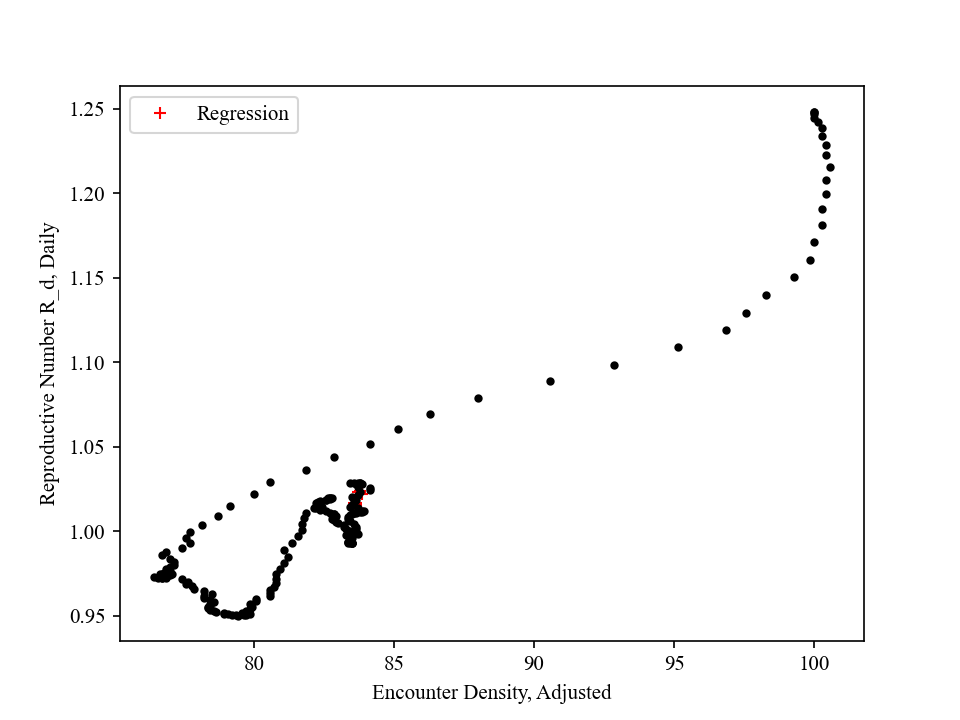 Regression
1.25
1.20
1.15
1.10
1.05
1.00
0.95
Reproductive Number R_d, Daily
80 85 90 95 100
Encounter Density, Adjusted